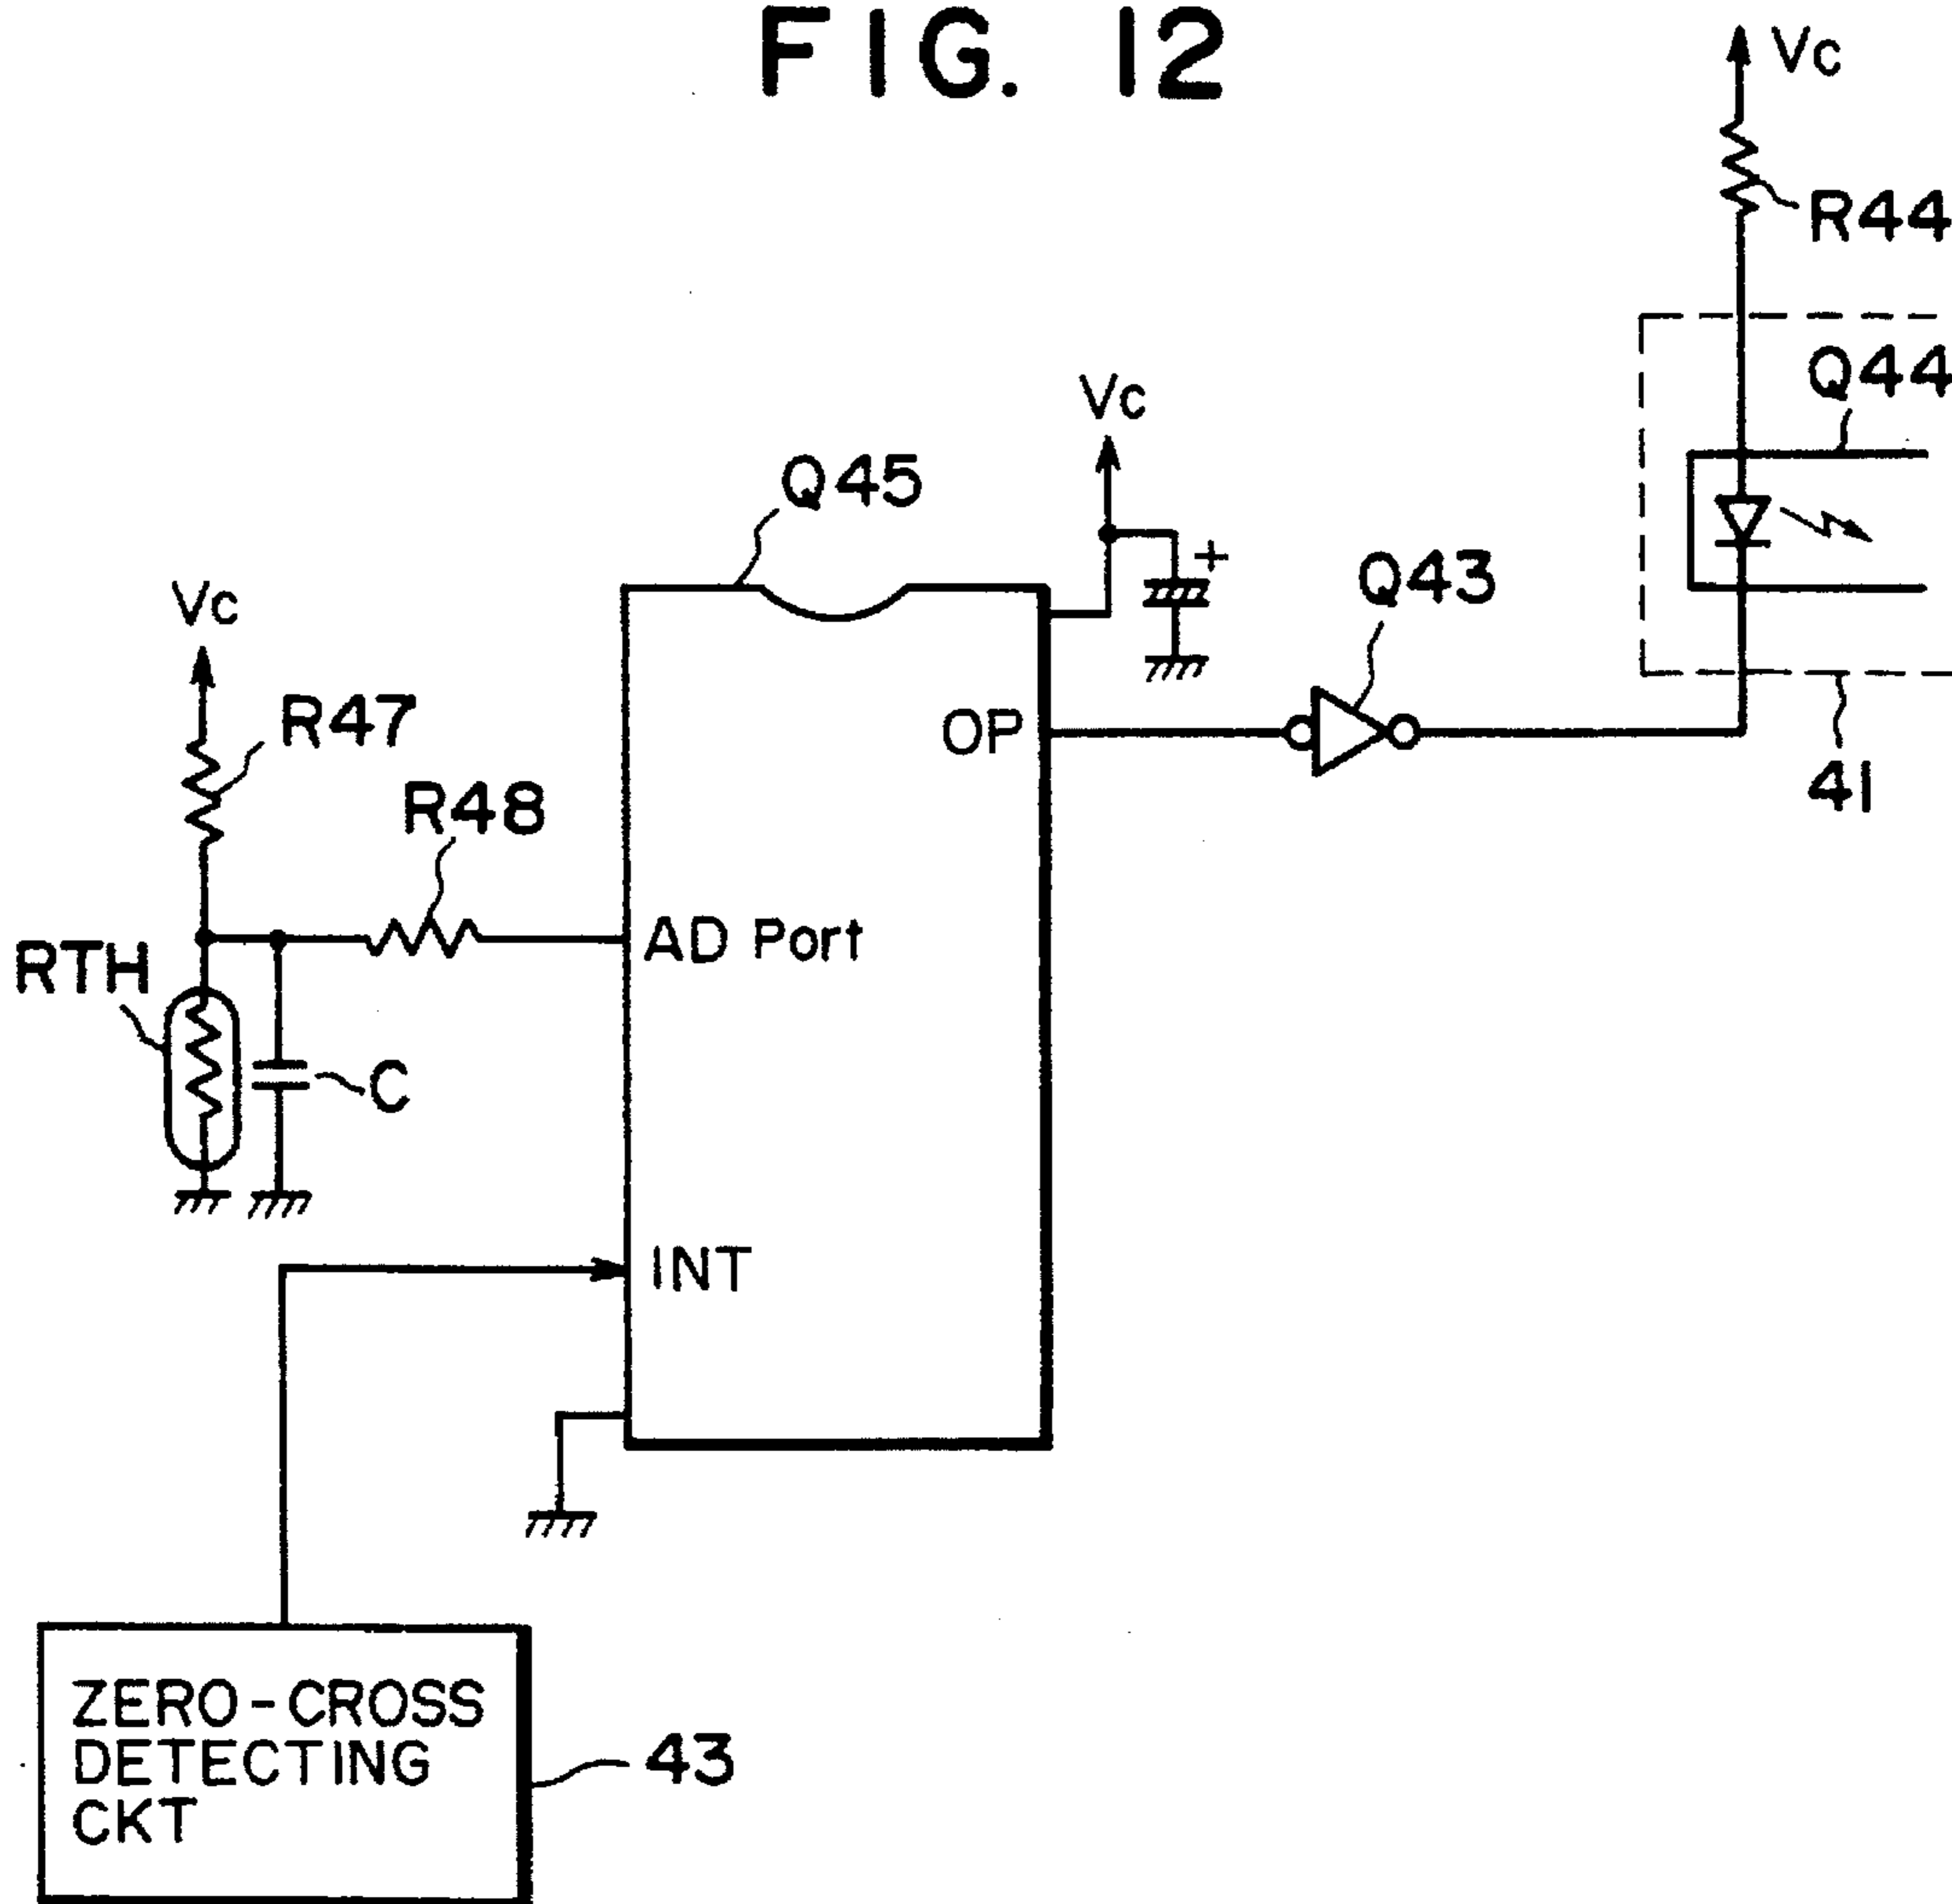 FIG. 12
Vc
R44
Q44
Vc
Q45
+
Q43
Vc
R47
OP
41
R48
AD Port
RTH
C
INT
ZERO-CROSS
DETECTING
CKT
43